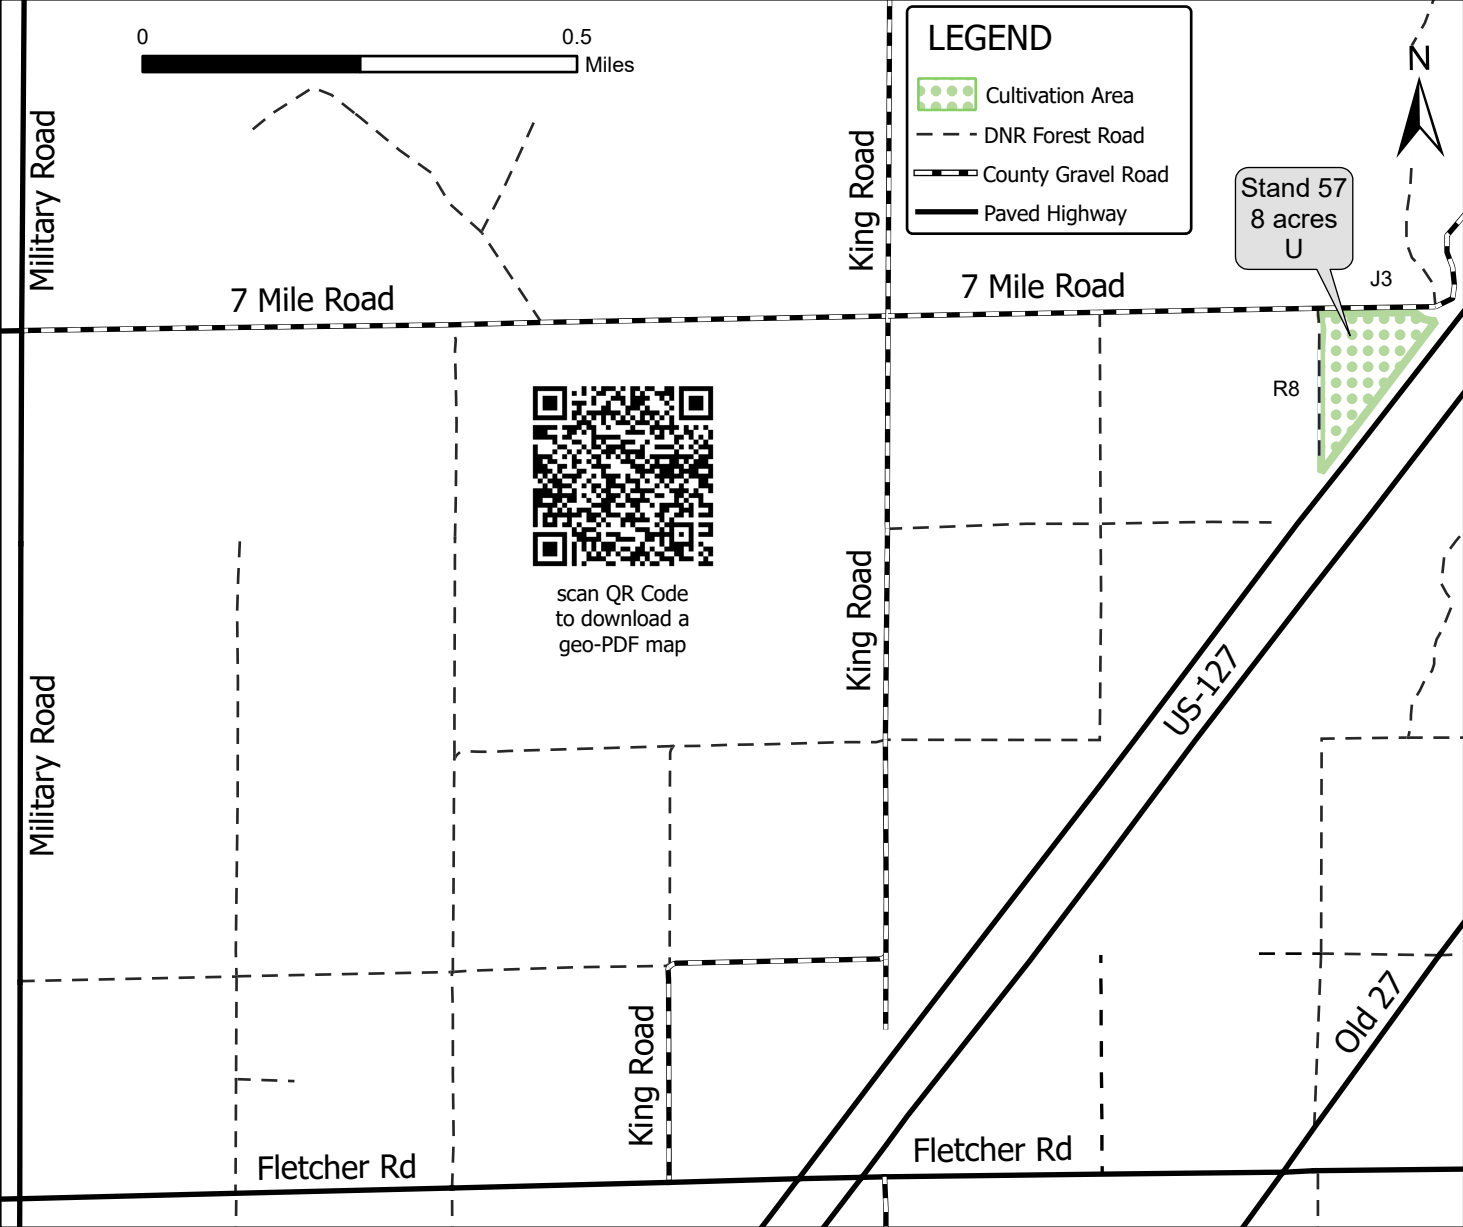 0 0.5
Miles
LEGEND
Cultivation Area
DNR Forest Road
County Gravel Road
Paved Highway
N
Military Road
King Road
Stand 57
8 acres
U
J3
7 Mile Road
7 Mile Road
R8
scan QR Code
to download a
geo-PDF map
King Road
US-127
Military Road
Old 27
King Road
Fletcher Rd
Fletcher Rd